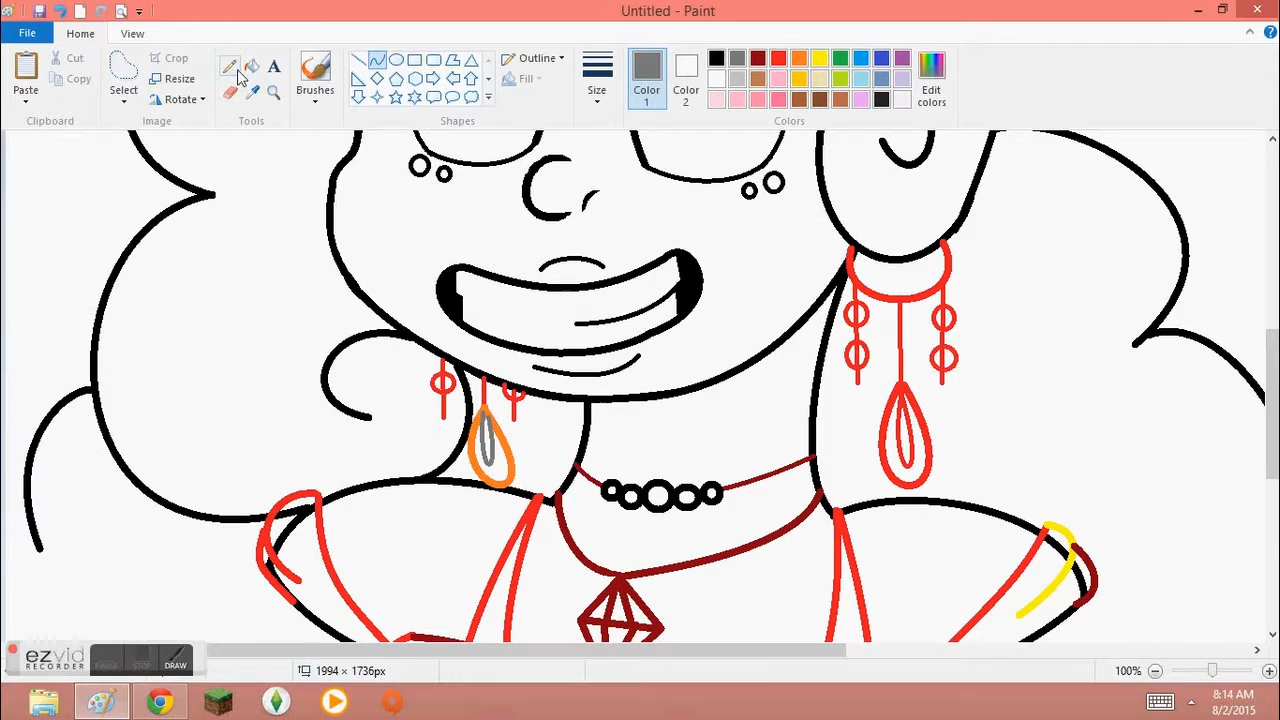 Untitled - Paint
File Home View
Paste Cut Copy
Select Crop Resize Rotate
A
Brushes
Outline Fill
Size
Color 1
Color 2
Edit colors
Clipboard Image Tools Shapes Colors
ezvid RECORDER
STOP DRAW
1994 × 1736px
100%
8:14 AM
8/2/2015